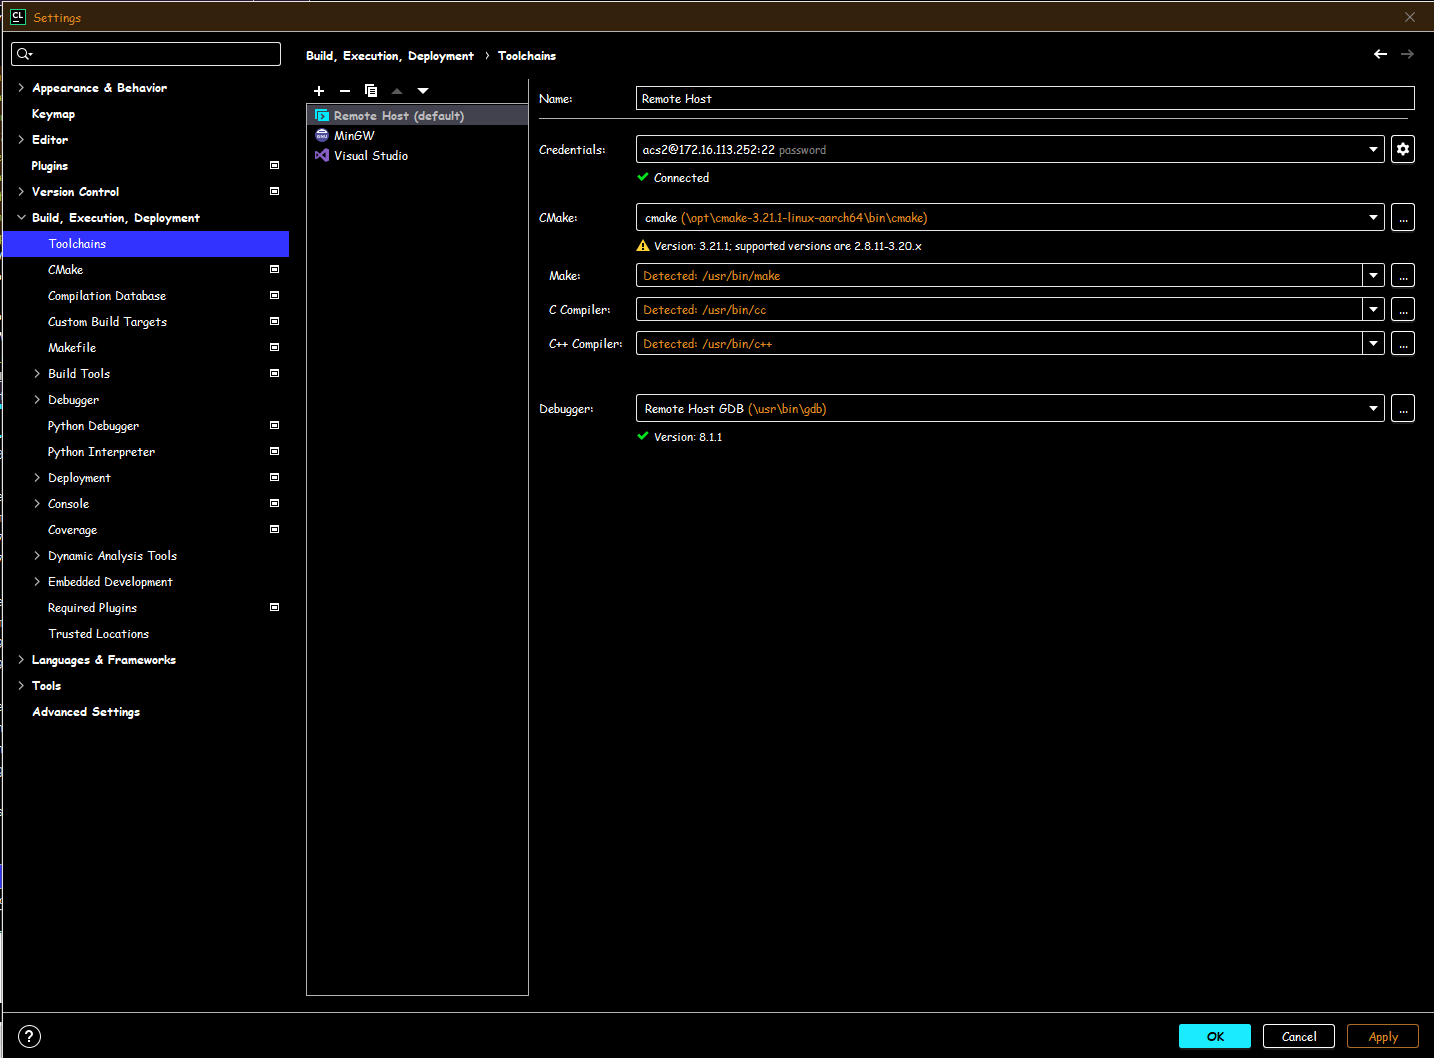 CL Settings
Build, Execution, Deployment › Toolchains
Appearance & Behavior
Keymap
Editor
Plugins
Version Control
Build, Execution, Deployment
Toolchains
CMake
Compilation Database
Custom Build Targets
Makefile
Build Tools
Debugger
Python Debugger
Python Interpreter
Deployment
Console
Coverage
Dynamic Analysis Tools
Embedded Development
Required Plugins
Trusted Locations
Languages & Frameworks
Tools
Advanced Settings
Remote Host (default)
MinGW
Visual Studio
Name: Remote Host
Credentials: acs2@172.16.113.252:22 password
Connected
CMake: cmake (\opt\cmake-3.21.1-linux-aarch64\bin\cmake) ...
Version: 3.21.1; supported versions are 2.8.11-3.20.x
Make: Detected: /usr/bin/make ...
C Compiler: Detected: /usr/bin/cc ...
C++ Compiler: Detected: /usr/bin/c++ ...
Debugger: Remote Host GDB (\usr\bin\gdb) ...
Version: 8.1.1
? OK Cancel Apply